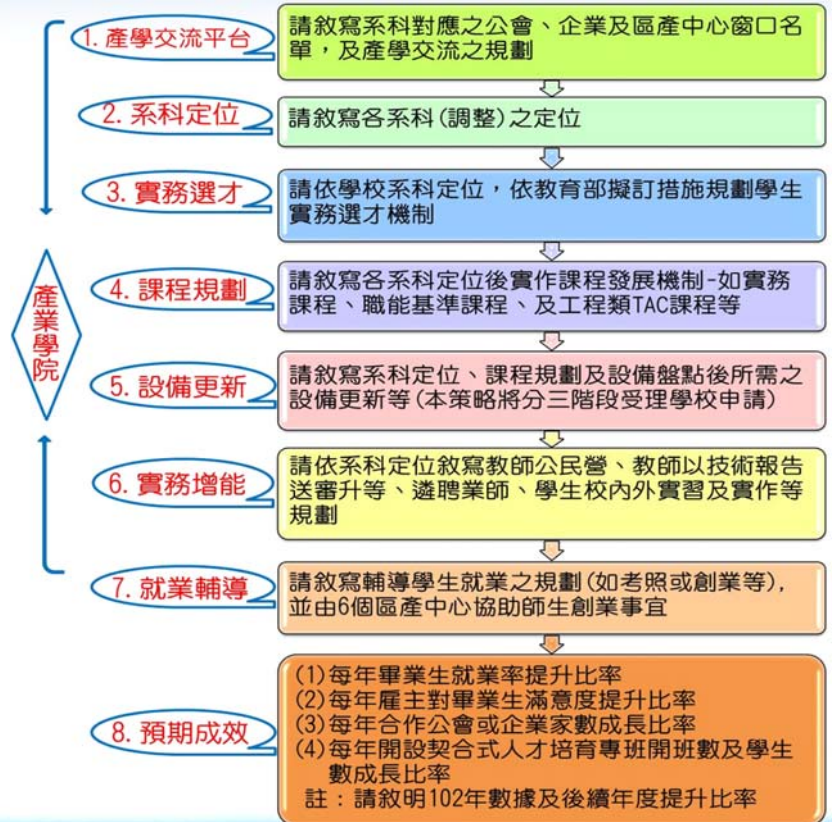 1. 產學交流平台
請敘寫系科對應之公會、企業及區產中心窗口名
單，及產學交流之規劃
2. 系科定位
請敘寫各系科(調整)之定位
3. 實務選才
請依學校系科定位，依教育部擬訂措施規劃學生
實務選才機制
產業學院
4. 課程規劃
請敘寫各系科定位後實作課程發展機制-如實務
課程、職能基準課程、及工程類TAC課程等
5. 設備更新
請敘寫系科定位、課程規劃及設備盤點後所需之
設備更新等(本策略將分三階段受理學校申請)
6. 實務增能
請依系科定位敘寫教師公民營、教師以技術報告
送審升等、遴聘業師、學生校內外實習及實作等
規劃
7. 就業輔導
請敘寫輔導學生就業之規劃(如考照或創業等),
並由6個區產中心協助師生創業事宜
8. 預期成效
(1)每年畢業生就業率提升比率
(2)每年雇主對畢業生滿意度提升比率
(3)每年合作公會或企業家數成長比率
(4)每年開設契合式人才培育專班開班數及學生
數成長比率
註：請敘明102年數據及後續年度提升比率